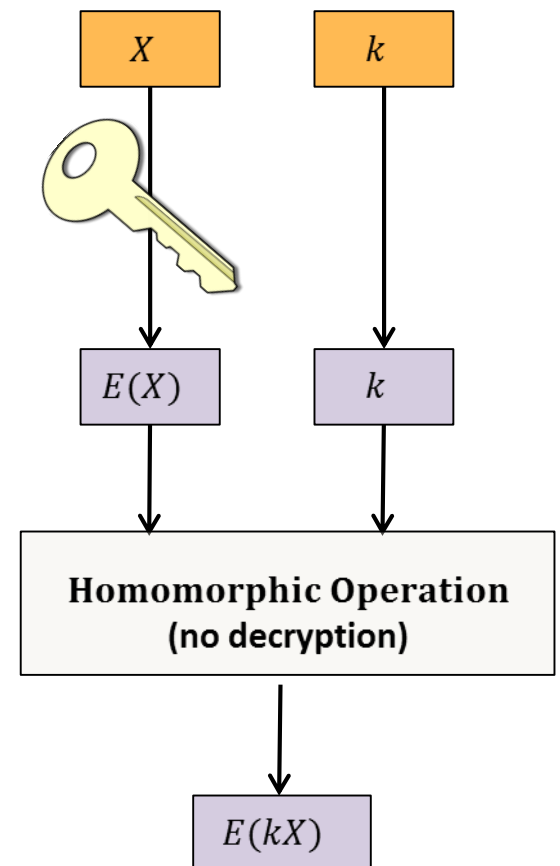 X
k
E(X)
k
Homomorphic Operation
(no decryption)
E(kX)